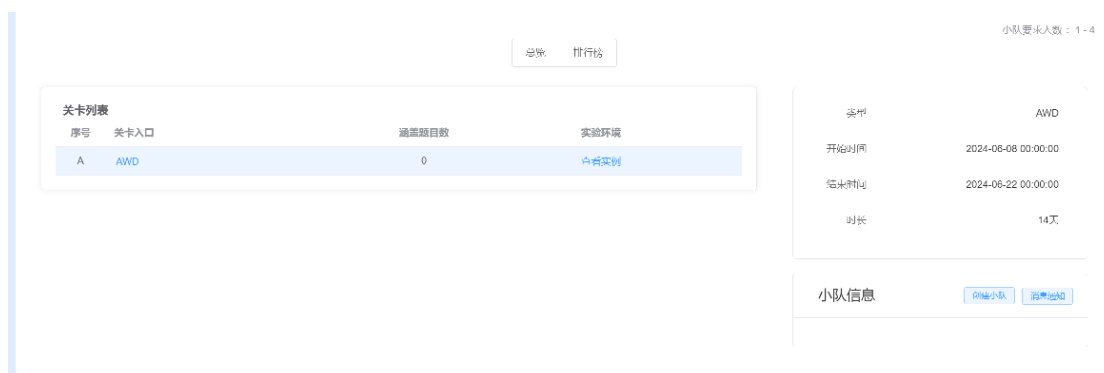 小队要求人数： 1 - 4
总览 排行榜
关卡列表
序号 关卡入口 涵盖题目数 实验环境
A AWD 0 查看实例
类型 AWD
开始时间 2024-06-08 00:00:00
结束时间 2024-06-22 00:00:00
时长 14天
小队信息 创建小队 消息通知